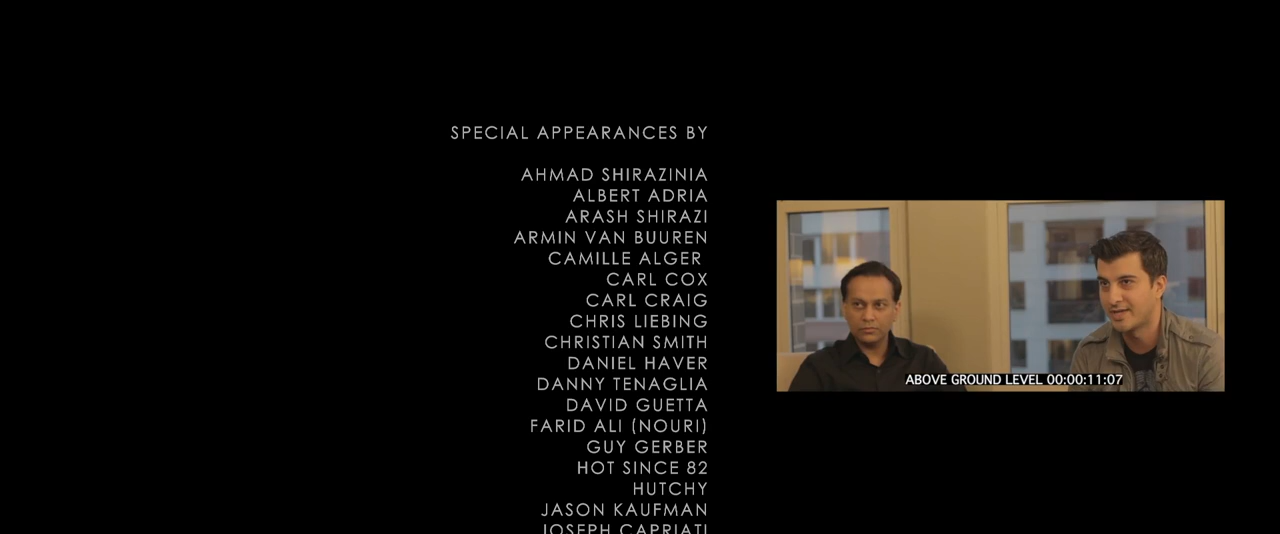 SPECIAL APPEARANCES BY
AHMAD SHIRAZINIA
ALBERT ADRIA
ARASH SHIRAZI
ARMIN VAN BUUREN
CAMILLE ALGER
CARL COX
CARL CRAIG
CHRIS LIEBING
CHRISTIAN SMITH
DANIEL HAVER
DANNY TENAGLIA
DAVID GUETTA
FARID ALI (NOURI)
GUY GERBER
HOT SINCE 82
HUTCHY
JASON KAUFMAN
JOSEPH CAPRIATI
ABOVE GROUND LEVEL 00:00:11:07